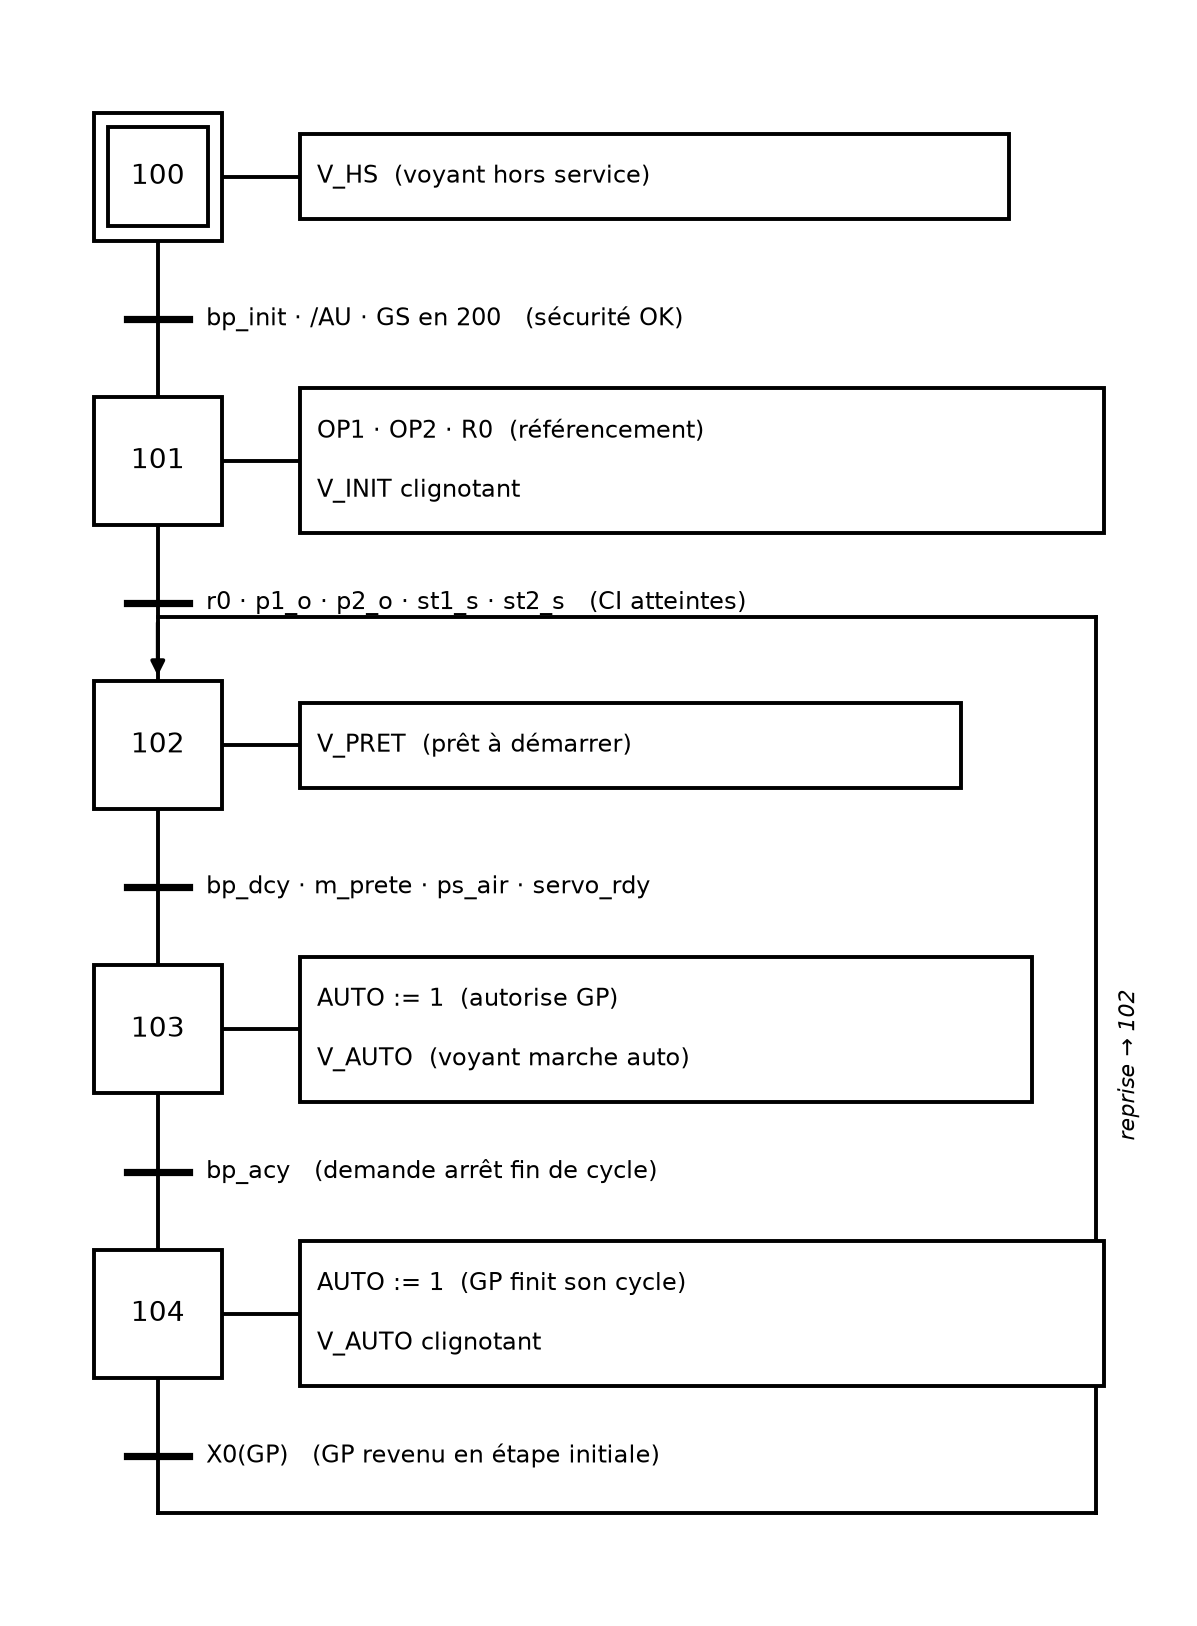 100
V_HS (voyant hors service)
bp_init · /AU · GS en 200 (sécurité OK)
101
OP1 · OP2 · R0 (référencement)
V_INIT clignotant
r0 · p1_o · p2_o · st1_s · st2_s (CI atteintes)
102
V_PRET (prêt à démarrer)
bp_dcy · m_prete · ps_air · servo_rdy
103
AUTO := 1 (autorise GP)
V_AUTO (voyant marche auto)
reprise → 102
bp_acy (demande arrêt fin de cycle)
104
AUTO := 1 (GP finit son cycle)
V_AUTO clignotant
X0(GP) (GP revenu en étape initiale)